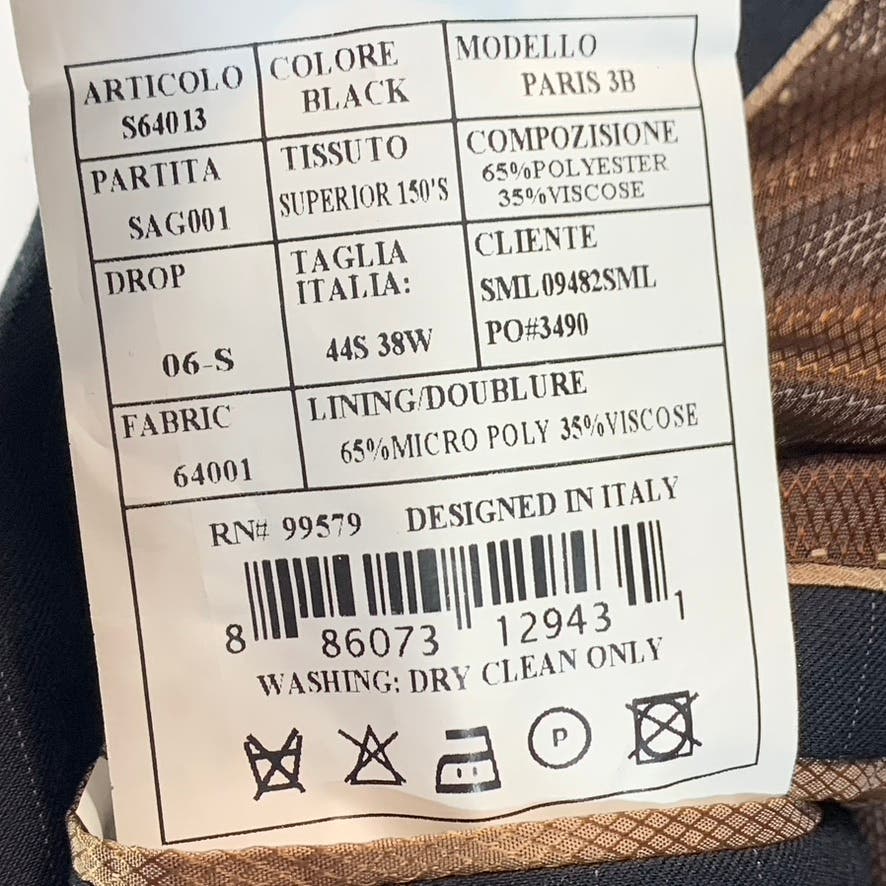 ARTICOLO
S64013
COLORE
BLACK
MODELLO
PARIS 3B
PARTITA
SAG001
TISSUTO
SUPERIOR 150'S
COMPOZISIONE
65%POLYESTER
35%VISCOSE
DROP
06-S
TAGLIA
ITALIA:
44S 38W
CLIENTE
SML09482SML
PO#3490
FABRIC
64001
LINING/DOUBLURE
65%MICRO POLY 35%VISCOSE
RN# 99579 DESIGNED IN ITALY
8 86073 12943 1
WASHING: DRY CLEAN ONLY
P